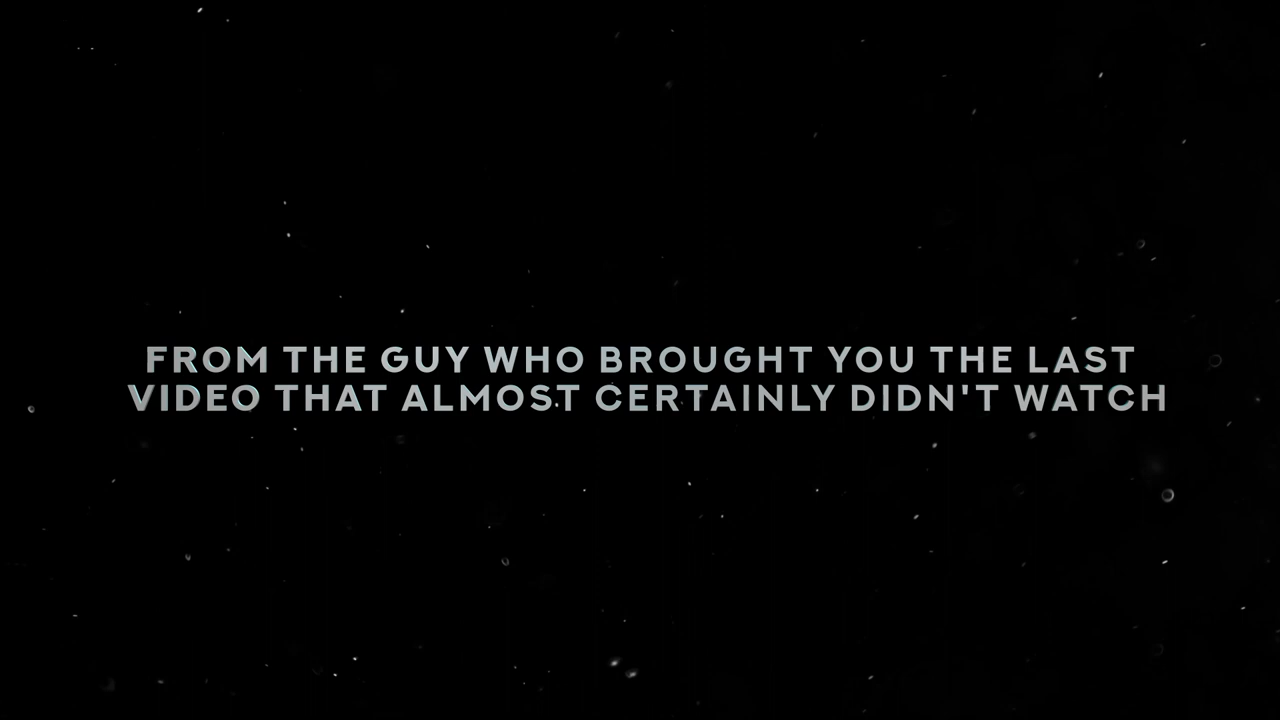 FROM THE GUY WHO BROUGHT YOU THE LAST
VIDEO THAT ALMOST CERTAINLY DIDN'T WATCH